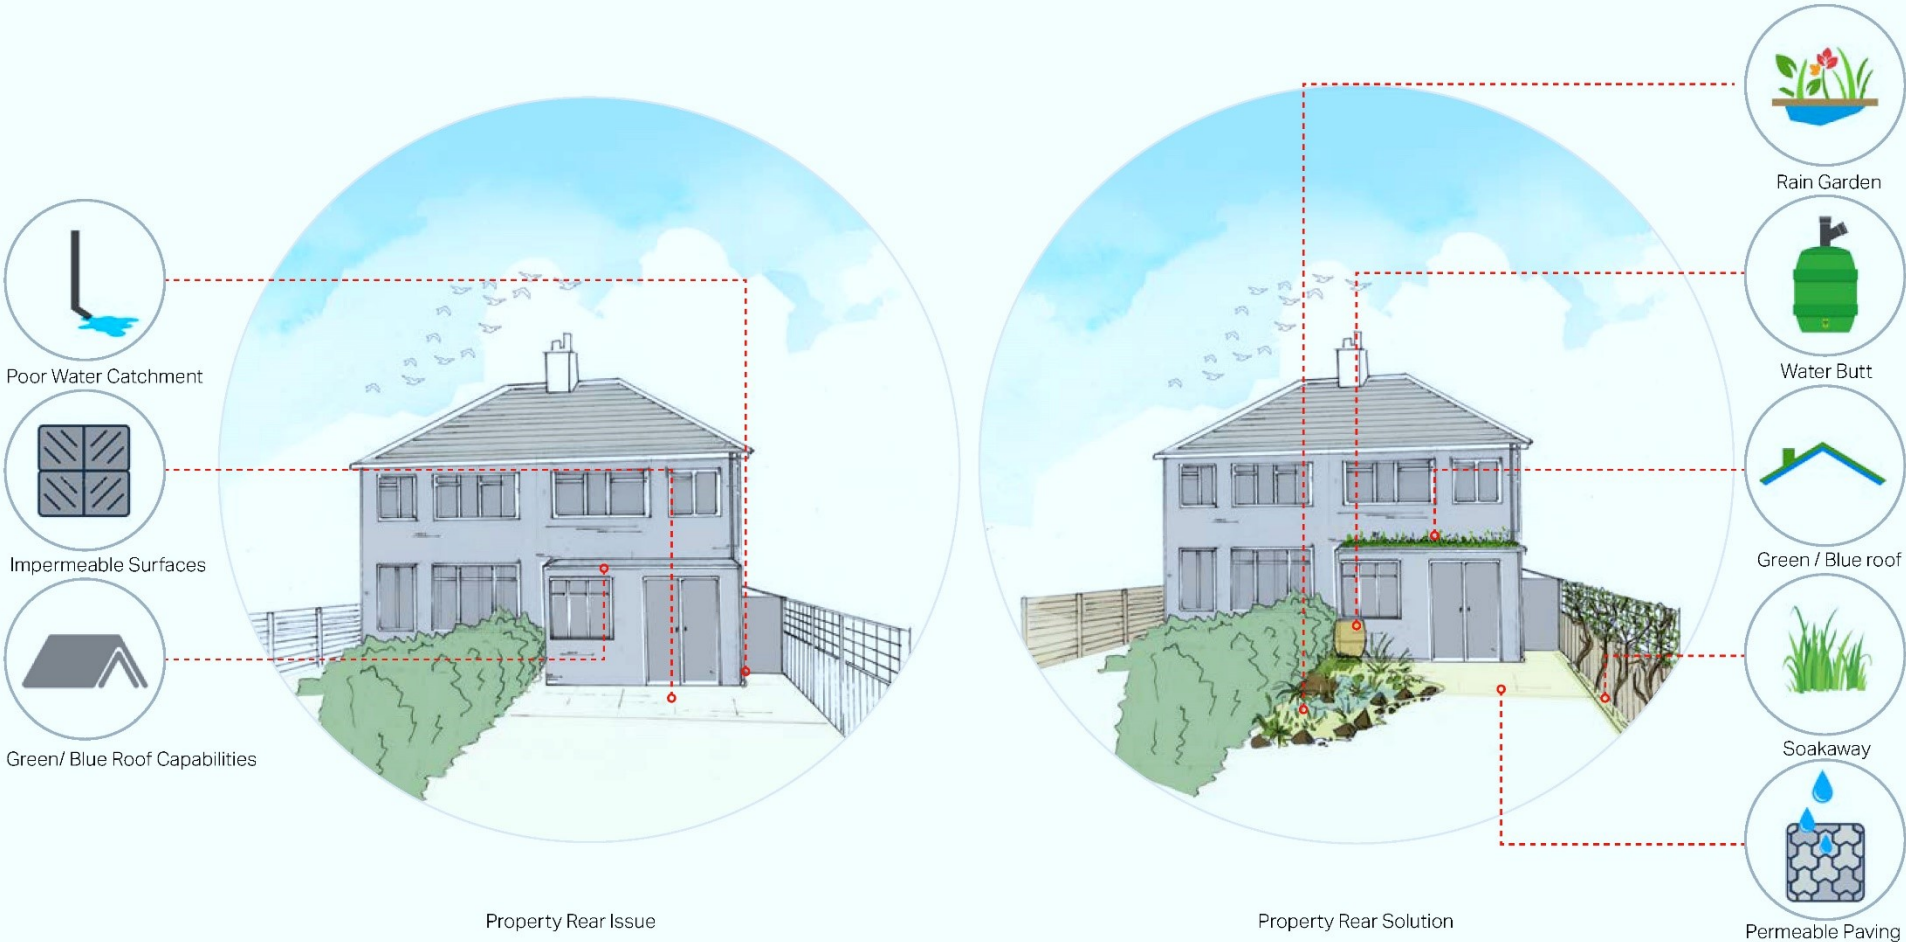 Poor Water Catchment
Impermeable Surfaces
Green/ Blue Roof Capabilities
Property Rear Issue
Rain Garden
Water Butt
Green / Blue roof
Soakaway
Permeable Paving
Property Rear Solution